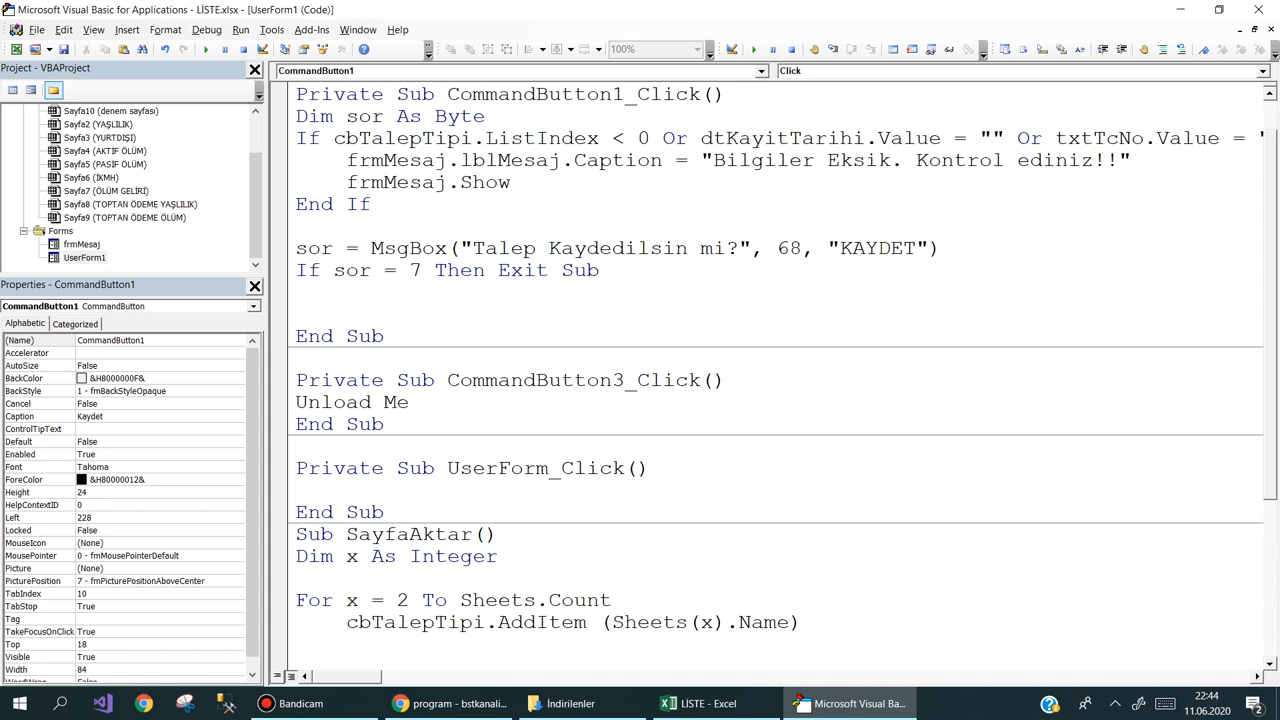 Microsoft Visual Basic for Applications - LİSTE.xlsx - [UserForm1 (Code)]
File Edit View Insert Format Debug Run Tools Add-Ins Window Help
100%
Project - VBAProject
Sayfa10 (denem sayfası)
Sayfa2 (YAŞLILIK)
Sayfa3 (YURTDIŞI)
Sayfa4 (AKTİF ÖLÜM)
Sayfa5 (PASİF ÖLÜM)
Sayfa6 (İKMH)
Sayfa7 (ÖLÜM GELİRİ)
Sayfa8 (TOPTAN ÖDEME YAŞLILIK)
Sayfa9 (TOPTAN ÖDEME ÖLÜM)
Forms
frmMesaj
UserForm1
Properties - CommandButton1
CommandButton1 CommandButton
Alphabetic Categorized
(Name) CommandButton1
Accelerator
AutoSize False
BackColor &H8000000F&
BackStyle 1 - fmBackStyleOpaque
Cancel False
Caption Kaydet
ControlTipText
Default False
Enabled True
Font Tahoma
ForeColor &H80000012&
Height 24
HelpContextID 0
Left 228
Locked False
MouseIcon (None)
MousePointer 0 - fmMousePointerDefault
Picture (None)
PicturePosition 7 - fmPicturePositionAboveCenter
TabIndex 10
TabStop True
Tag
TakeFocusOnClick True
Top 18
Visible True
Width 84
WordWrap False
CommandButton1 Click
Private Sub CommandButton1_Click()
Dim sor As Byte
If cbTalepTipi.ListIndex < 0 Or dtKayitTarihi.Value = "" Or txtTcNo.Value = "
frmMesaj.lblMesaj.Caption = "Bilgiler Eksik. Kontrol ediniz!!"
frmMesaj.Show
End If
sor = MsgBox("Talep Kaydedilsin mi?", 68, "KAYDET")
If sor = 7 Then Exit Sub
End Sub
Private Sub CommandButton3_Click()
Unload Me
End Sub
Private Sub UserForm_Click()
End Sub
Sub SayfaAktar()
Dim x As Integer
For x = 2 To Sheets.Count
cbTalepTipi.AddItem (Sheets(x).Name)
Bandicam
program - bstkanali...
İndirilenler
LİSTE - Excel
Microsoft Visual Ba...
22:44
11.06.2020
2